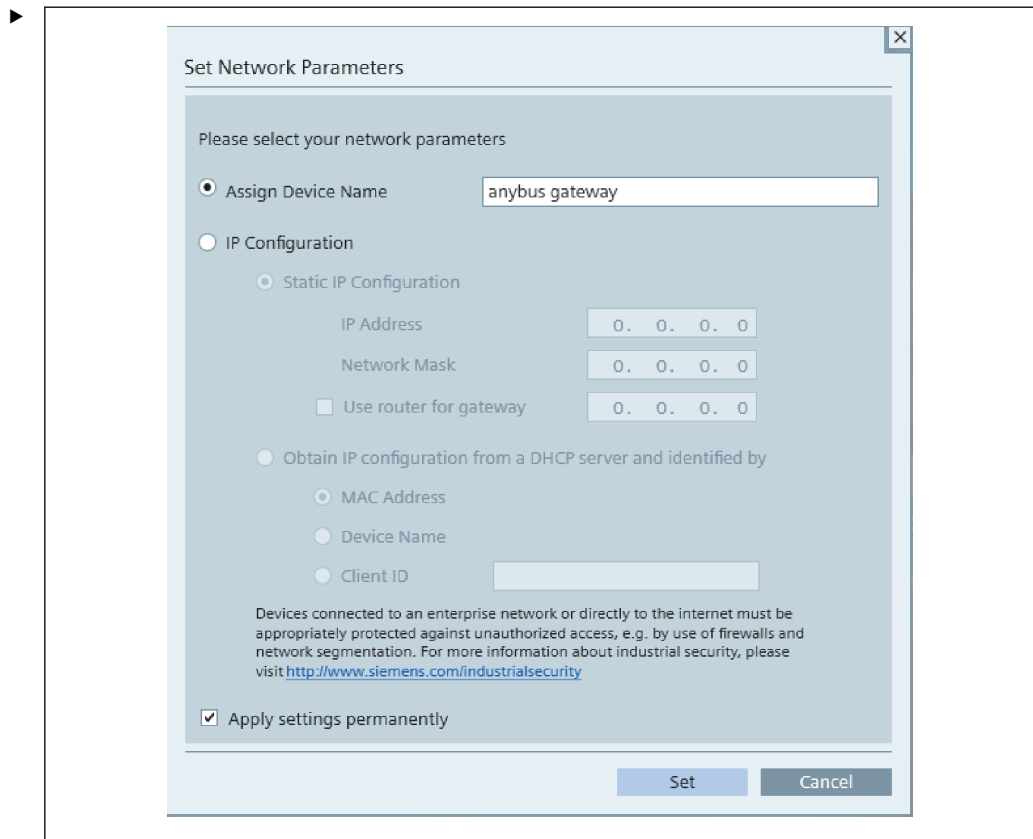 Set Network Parameters
Please select your network parameters
Assign Device Name
anybus gateway
IP Configuration
Static IP Configuration
IP Address 0. 0. 0. 0
Network Mask 0. 0. 0. 0
Use router for gateway 0. 0. 0. 0
Obtain IP configuration from a DHCP server and identified by
MAC Address
Device Name
Client ID
Devices connected to an enterprise network or directly to the internet must be
appropriately protected against unauthorized access, e.g. by use of firewalls and
network segmentation. For more information about industrial security, please
visit http://www.siemens.com/industrialsecurity
Apply settings permanently
Set Cancel